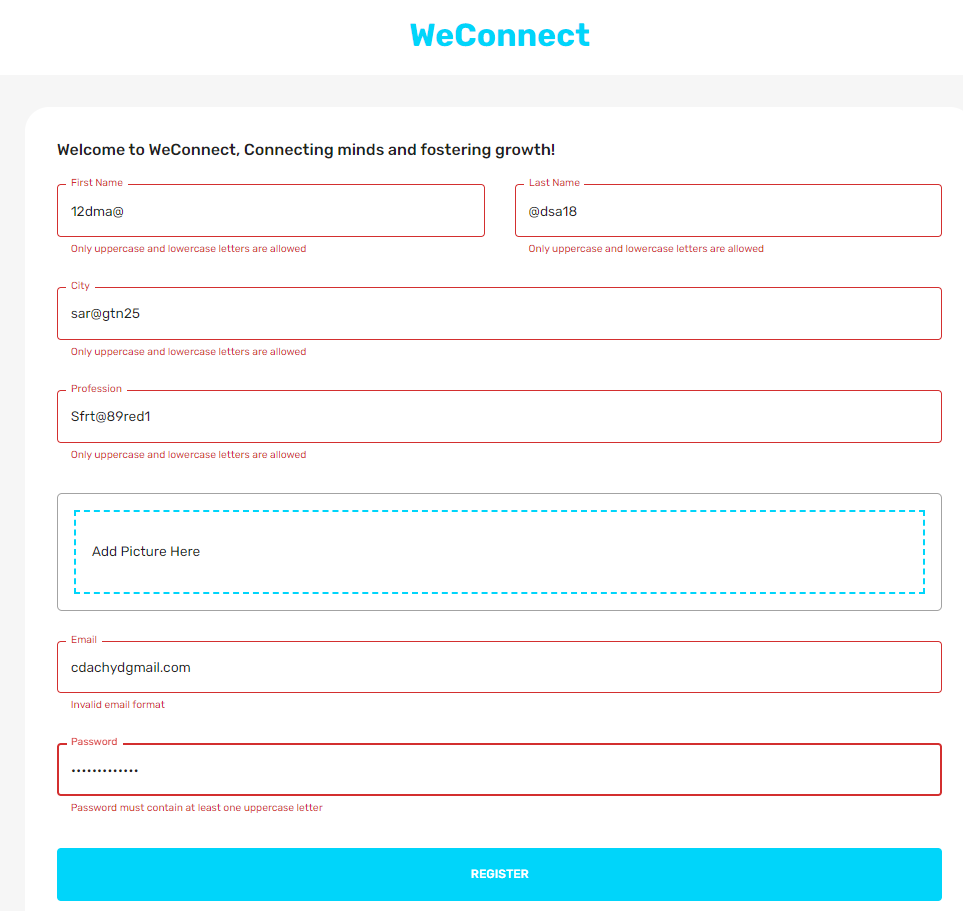 WeConnect
Welcome to WeConnect, Connecting minds and fostering growth!
First Name
12dma@
Only uppercase and lowercase letters are allowed
Last Name
@dsa18
Only uppercase and lowercase letters are allowed
City
sar@gtn25
Only uppercase and lowercase letters are allowed
Profession
Sfrt@89red1
Only uppercase and lowercase letters are allowed
Add Picture Here
Email
cdachydgmail.com
Invalid email format
Password
•••••••••••••
Password must contain at least one uppercase letter
REGISTER